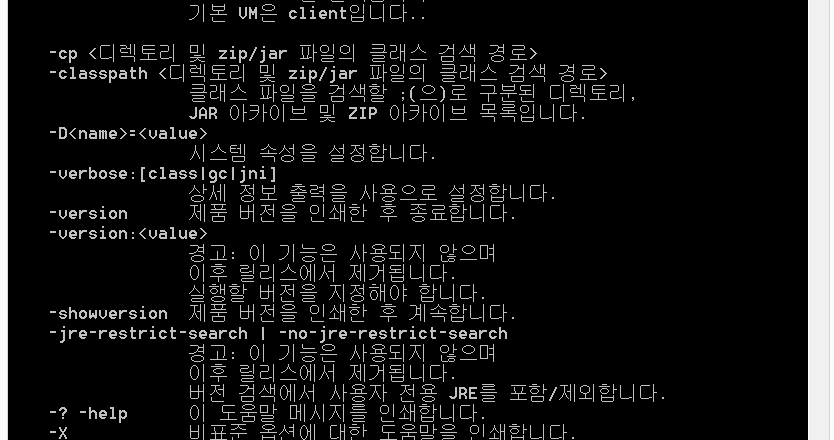 기본 VM은 client입니다..
-cp <디렉토리 및 zip/jar 파일의 클래스 검색 경로>
-classpath <디렉토리 및 zip/jar 파일의 클래스 검색 경로>
클래스 파일을 검색할 ;(으)로 구분된 디렉토리,
JAR 아카이브 및 ZIP 아카이브 목록입니다.
-D<name>=<value>
시스템 속성을 설정합니다.
-verbose:[class|gc|jni]
상세 정보 출력을 사용으로 설정합니다.
-version 제품 버전을 인쇄한 후 종료합니다.
-version:<value>
경고: 이 기능은 사용되지 않으며
이후 릴리스에서 제거됩니다.
실행할 버전을 지정해야 합니다.
-showversion 제품 버전을 인쇄한 후 계속합니다.
-jre-restrict-search | -no-jre-restrict-search
경고: 이 기능은 사용되지 않으며
이후 릴리스에서 제거됩니다.
버전 검색에서 사용자 전용 JRE를 포함/제외합니다.
-? -help 이 도움말 메시지를 인쇄합니다.
-X 비표준 옵션에 대한 도움말을 인쇄합니다.